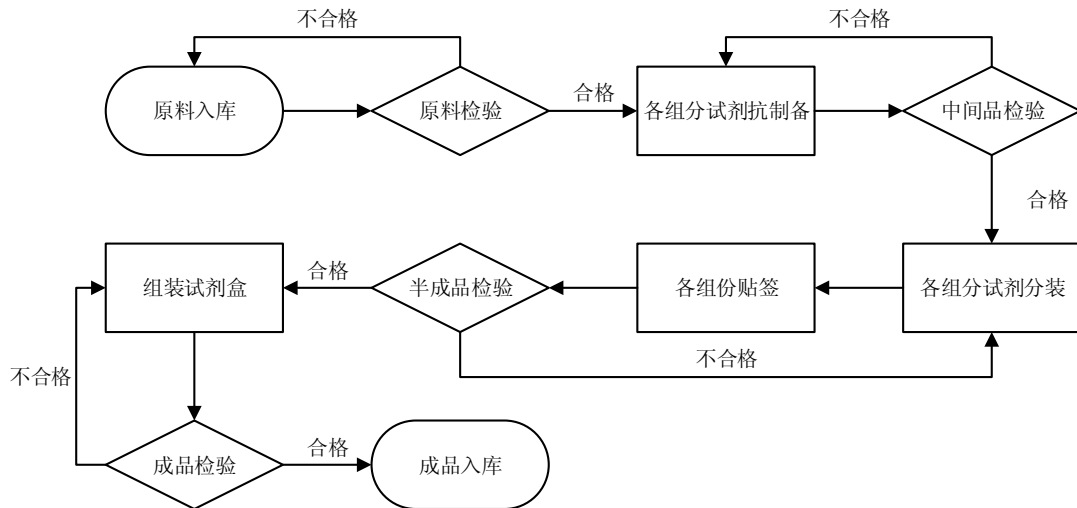 不合格
不合格
原料入库
原料检验
合格
各组分试剂抗制备
中间品检验
合格
组装试剂盒
合格
半成品检验
各组份贴签
各组分试剂分装
不合格
不合格
成品检验
合格
成品入库